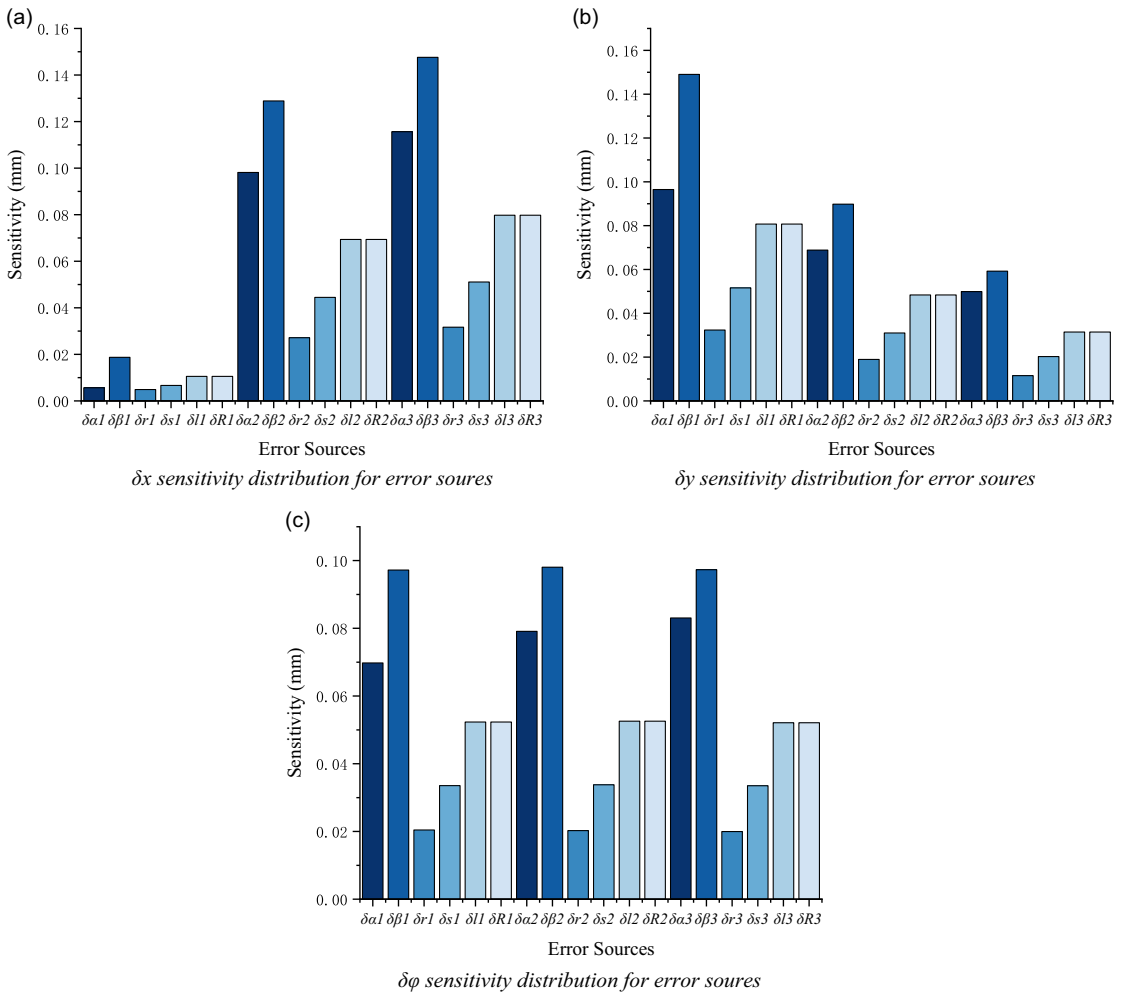 (a)
0.16
0.14
0.12
0.10
0.08
0.06
0.04
0.02
0.00
Sensitivity (mm)
δα1 δβ1 δr1 δs1 δl1 δR1 δα2 δβ2 δr2 δs2 δl2 δR2 δα3 δβ3 δr3 δs3 δl3 δR3
Error Sources
δx sensitivity distribution for error soures
(b)
0.16
0.14
0.12
0.10
0.08
0.06
0.04
0.02
0.00
Sensitivity (mm)
δα1 δβ1 δr1 δs1 δl1 δR1 δα2 δβ2 δr2 δs2 δl2 δR2 δα3 δβ3 δr3 δs3 δl3 δR3
Error Sources
δy sensitivity distribution for error soures
(c)
0.10
0.08
0.06
0.04
0.02
0.00
Sensitivity (mm)
δα1 δβ1 δr1 δs1 δl1 δR1 δα2 δβ2 δr2 δs2 δl2 δR2 δα3 δβ3 δr3 δs3 δl3 δR3
Error Sources
δφ sensitivity distribution for error soures